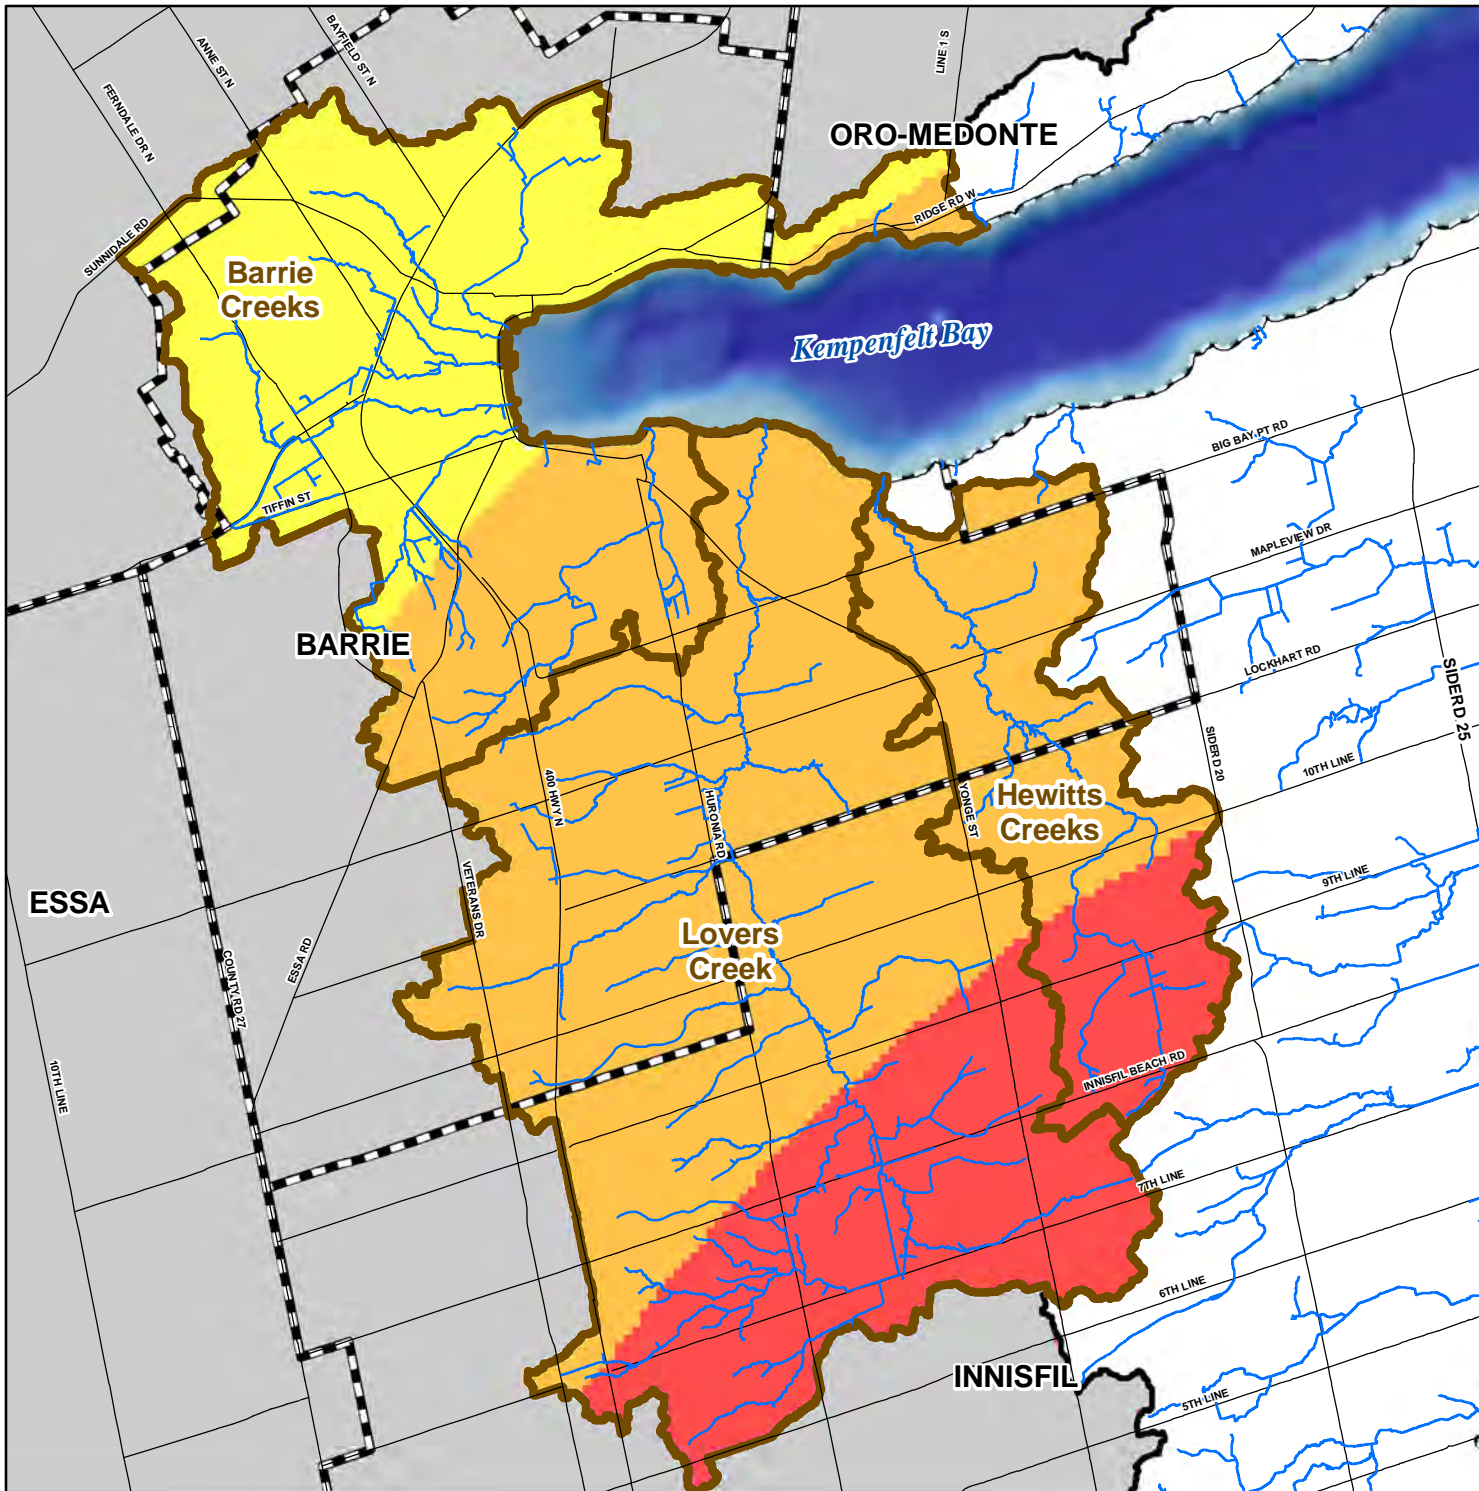 BAYFIELD ST N
ANNE ST N
FERNDALE DR N
LINE 1 S
ORO-MEDONTE
RIDGE RD W
SUNNIDALE RD
Barrie
Creeks
Kempenfelt Bay
BIG BAY PT RD
TIFFIN ST
MAPLEVIEW DR
BARRIE
LOCKHART RD
SIDERD 25
SIDERD 20
10TH LINE
400 HWY N
HURONIA RD
YONGE ST
Hewitts
Creeks
VETERANS DR
9TH LINE
ESSA
Lovers
Creek
ESSA RD
COUNTY RD 27
10TH LINE
INNISFIL BEACH RD
7TH LINE
6TH LINE
INNISFIL
5TH LINE